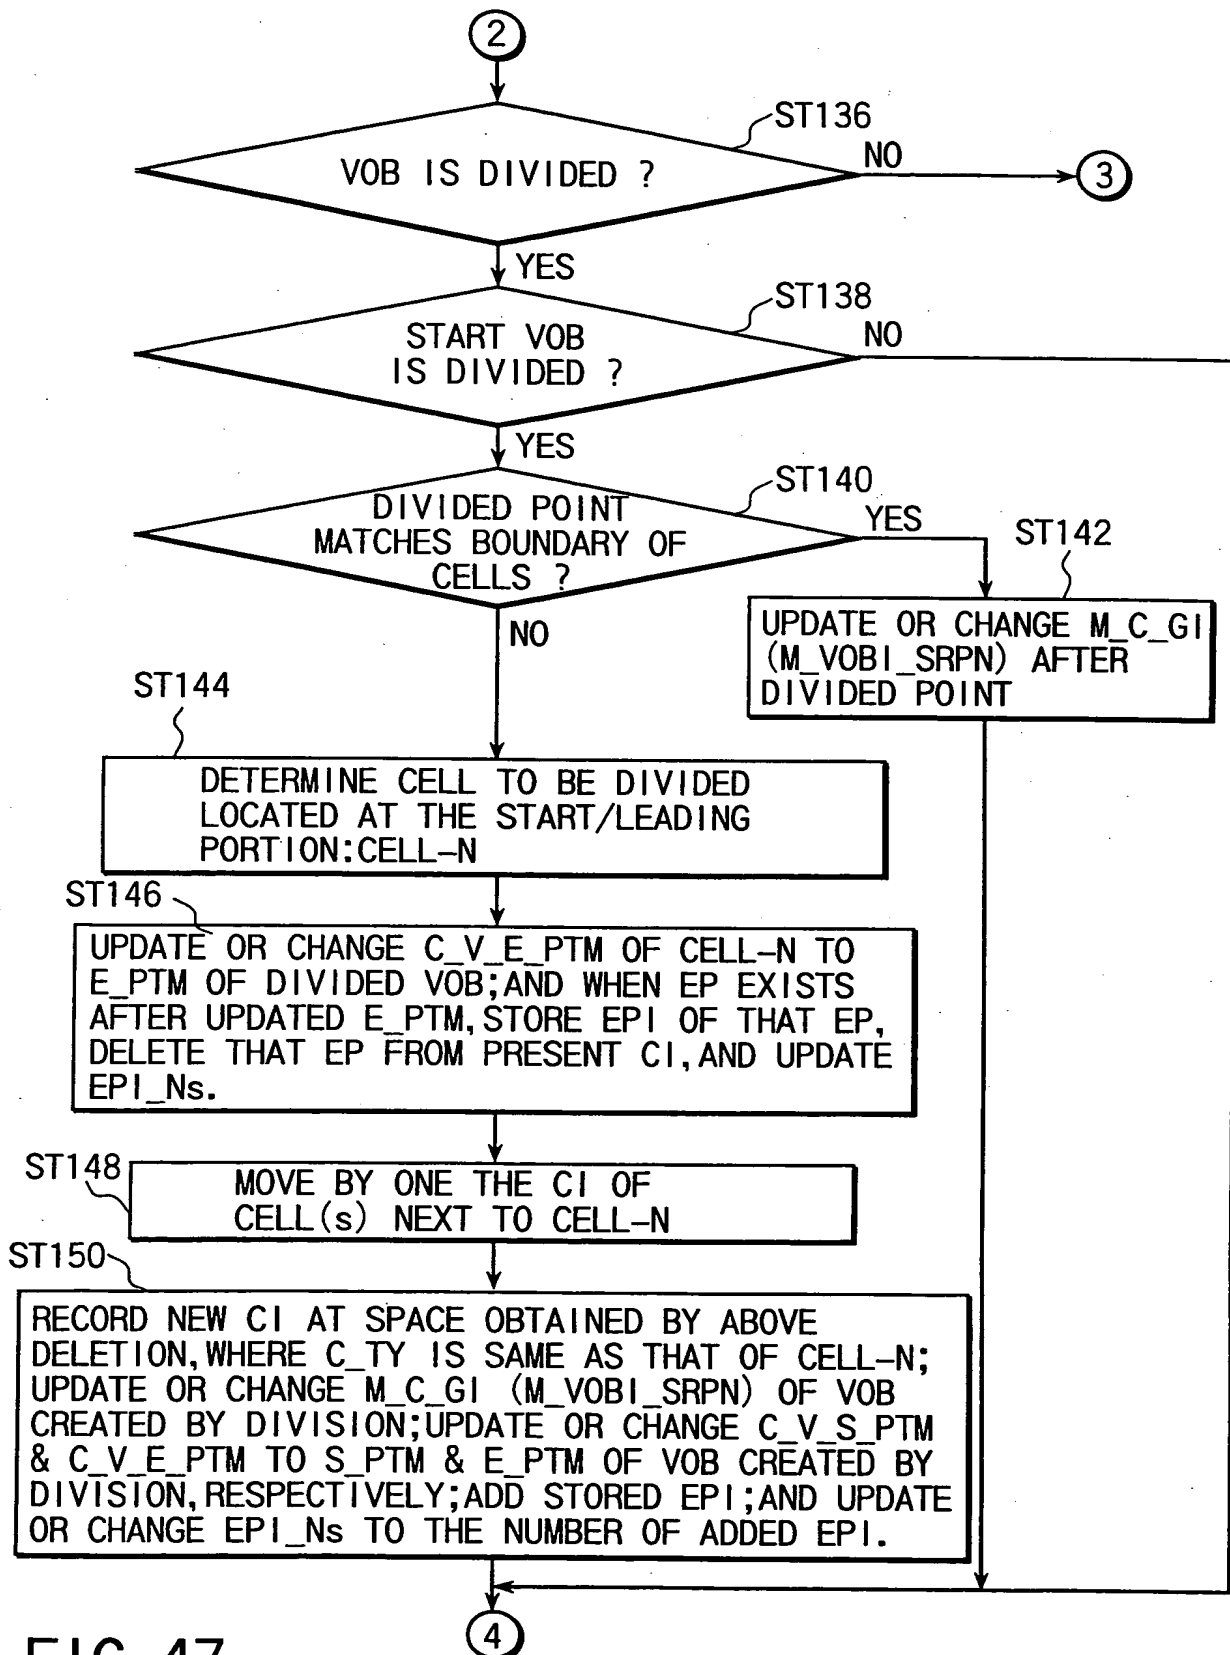 2
ST136
VOB IS DIVIDED ?
NO
3
YES
ST138
START VOB
IS DIVIDED ?
NO
YES
ST140
DIVIDED POINT
MATCHES BOUNDARY OF
CELLS ?
YES
ST142
NO
UPDATE OR CHANGE M_C_GI
(M_VOBI_SRPN) AFTER
DIVIDED POINT
ST144
DETERMINE CELL TO BE DIVIDED
LOCATED AT THE START/LEADING
PORTION:CELL-N
ST146
UPDATE OR CHANGE C_V_E_PTM OF CELL-N TO
E_PTM OF DIVIDED VOB;AND WHEN EP EXISTS
AFTER UPDATED E_PTM,STORE EPI OF THAT EP,
DELETE THAT EP FROM PRESENT CI,AND UPDATE
EPI_Ns.
ST148
MOVE BY ONE THE CI OF
CELL(s) NEXT TO CELL-N
ST150
RECORD NEW CI AT SPACE OBTAINED BY ABOVE
DELETION,WHERE C_TY IS SAME AS THAT OF CELL-N;
UPDATE OR CHANGE M_C_GI (M_VOBI_SRPN) OF VOB
CREATED BY DIVISION;UPDATE OR CHANGE C_V_S_PTM
& C_V_E_PTM TO S_PTM & E_PTM OF VOB CREATED BY
DIVISION,RESPECTIVELY;ADD STORED EPI;AND UPDATE
OR CHANGE EPI_Ns TO THE NUMBER OF ADDED EPI.
4
FIG. 47